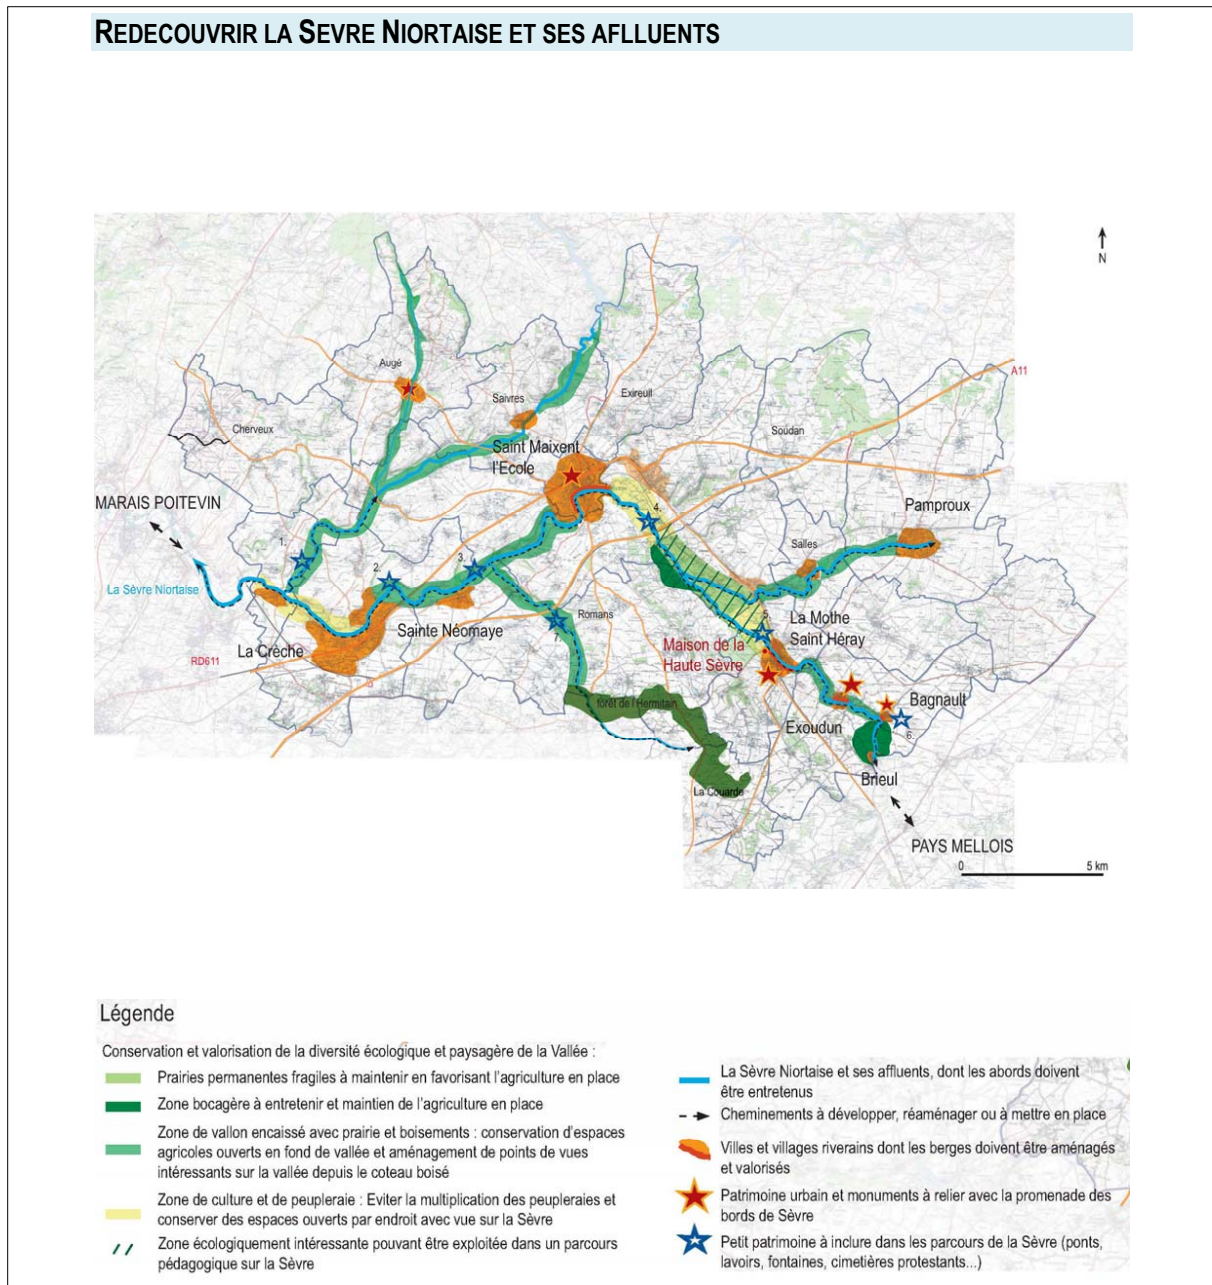 REDECOUVRIR LA SEVRE NIORTAISE ET SES AFLLUENTS
N
A11
Augé
Saivres
Exireuil
Cherveux
Soudan
Saint Maixent
l'Ecole
MARAIS POITEVIN
Pamproux
4.
1.
3.
Salles
2.
La Sèvre Niortaise
Romans
5.
La Mothe
Saint Héray
Sainte Néomaye
7.
La Crèche
Maison de la
Haute Sèvre
RD611
forêt de l'Hermitain
Bagnault
Exoudun
6.
La Couarde
Brieul
PAYS MELLOIS
0 5 km
Légende
Conservation et valorisation de la diversité écologique et paysagère de la Vallée :
Prairies permanentes fragiles à maintenir en favorisant l'agriculture en place
Zone bocagère à entretenir et maintien de l'agriculture en place
Zone de vallon encaissé avec prairie et boisements : conservation d'espaces
agricoles ouverts en fond de vallée et aménagement de points de vues
intéressants sur la vallée depuis le coteau boisé
Zone de culture et de peupleraie : Eviter la multiplication des peupleraies et
conserver des espaces ouverts par endroit avec vue sur la Sèvre
Zone écologiquement intéressante pouvant être exploitée dans un parcours
pédagogique sur la Sèvre
La Sèvre Niortaise et ses affluents, dont les abords doivent
être entretenus
Cheminements à développer, réaménager ou à mettre en place
Villes et villages riverains dont les berges doivent être aménagés
et valorisés
Patrimoine urbain et monuments à relier avec la promenade des
bords de Sèvre
Petit patrimoine à inclure dans les parcours de la Sèvre (ponts,
lavoirs, fontaines, cimetières protestants...)